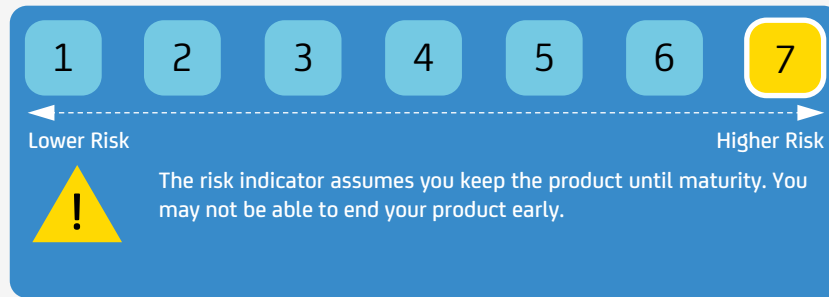 1 2 3 4 5 6 7
Lower Risk Higher Risk
! The risk indicator assumes you keep the product until maturity. You
may not be able to end your product early.